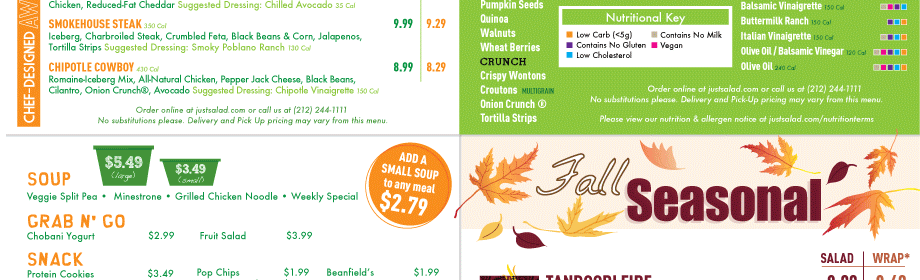 Chicken, Reduced-Fat Cheddar Suggested Dressing: Chilled Avocado 35 Cal
CHEF-DESIGNED AW
SMOKEHOUSE STEAK 350 Cal 9.99 9.29
Iceberg, Charbroiled Steak, Crumbled Feta, Black Beans & Corn, Jalapenos,
Tortilla Strips Suggested Dressing: Smoky Poblano Ranch 130 Cal
CHIPOTLE COWBOY 430 Cal 8.99 8.29
Romaine-Iceberg Mix, All-Natural Chicken, Pepper Jack Cheese, Black Beans,
Cilantro, Onion Crunch®, Avocado Suggested Dressing: Chipotle Vinaigrette 150 Cal
Order online at justsalad.com or call us at (212) 244-1111
No substitutions please. Delivery and Pick-Up pricing may vary from this menu.
Pumpkin Seeds
Quinoa
Walnuts
Wheat Berries
CRUNCH
Crispy Wontons
Croutons MULTIGRAIN
Onion Crunch ®
Tortilla Strips
Nutritional Key
Low Carb (<5g) Contains No Milk
Contains No Gluten Vegan
Low Cholesterol
Balsamic Vinaigrette 150 Cal
Buttermilk Ranch 150 Cal
Italian Vinaigrette 150 Cal
Olive Oil / Balsamic Vinegar 120 Cal
Olive Oil 240 Cal
Order online at justsalad.com or call us at (212) 244-1111
No substitutions please. Delivery and Pick-Up pricing may vary from this menu.
Please view our nutrition & allergen notice at justsalad.com/nutritionterms
SOUP
$5.49
(large)
$3.49
(small)
ADD A
SMALL SOUP
to any meal
$2.79
Veggie Split Pea • Minestrone • Grilled Chicken Noodle • Weekly Special
GRAB N' GO
Chobani Yogurt $2.99 Fruit Salad $3.99
SNACK
Protein Cookies $3.49 Pop Chips $1.99 Beanfield's $1.99
Fall
Seasonal
SALAD WRAP*
TANDOORI FIRE